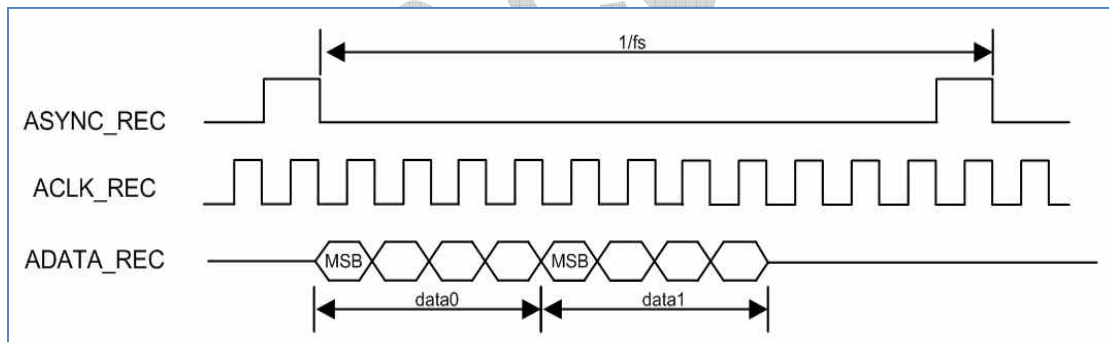 1/fs
ASYNC_REC
ACLK_REC
ADATA_REC MSB MSB
data0 data1